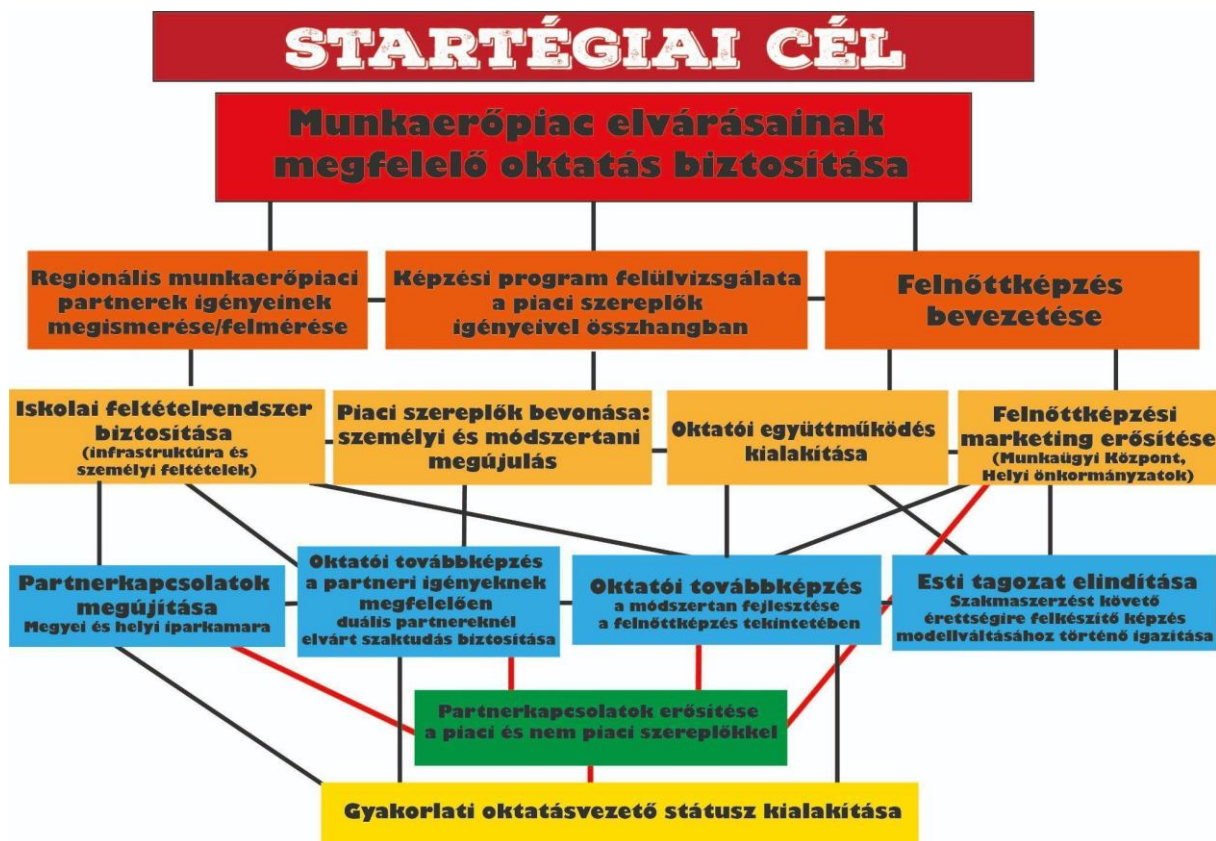 STARTÉGIAI CÉL
Munkaerőpiac elvárásainak
megfelelő oktatás biztosítása
Regionális munkaerőpiaci
partnerek igényeinek
megismerése/felmérése
Képzési program felülvizsgálata
a piaci szereplők
igényeivel összhangban
Felnőttképzés
bevezetése
Iskolai feltételrendszer
biztosítása
(infrastruktúra és
személyi feltételek)
Piaci szereplők bevonása:
személyi és módszertani
megújulás
Oktatói együttműködés
kialakítása
Felnőttképzési
marketing erősítése
(Munkaügyi Központ,
Helyi önkormányzatok)
Partnerkapcsolatok
megújítása
Megyei és helyi iparkamara
Oktatói továbbképzés
a partneri igényeknek
megfelelően
duális partnereknél
elvárt szaktudás biztosítása
Oktatói továbbképzés
a módszertan fejlesztése
a felnőttképzés tekintetében
Esti tagozat elindítása
Szakmaszerzést követő
érettségire felkészítő képzés
modellváltásához történő igazítása
Partnerkapcsolatok erősítése
a piaci és nem piaci szereplőkkel
Gyakorlati oktatásvezető státusz kialakítása